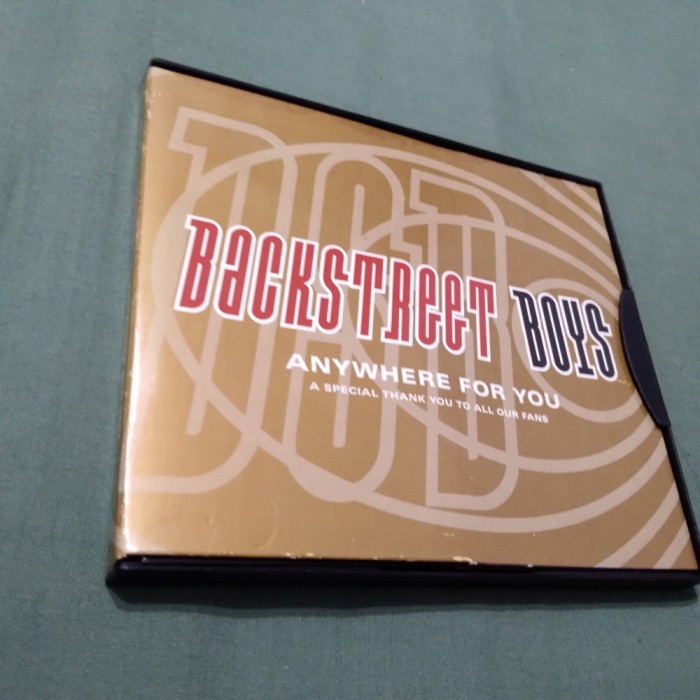 BACKSTREET BOYS
ANYWHERE FOR YOU
A SPECIAL THANK YOU TO ALL OUR FANS